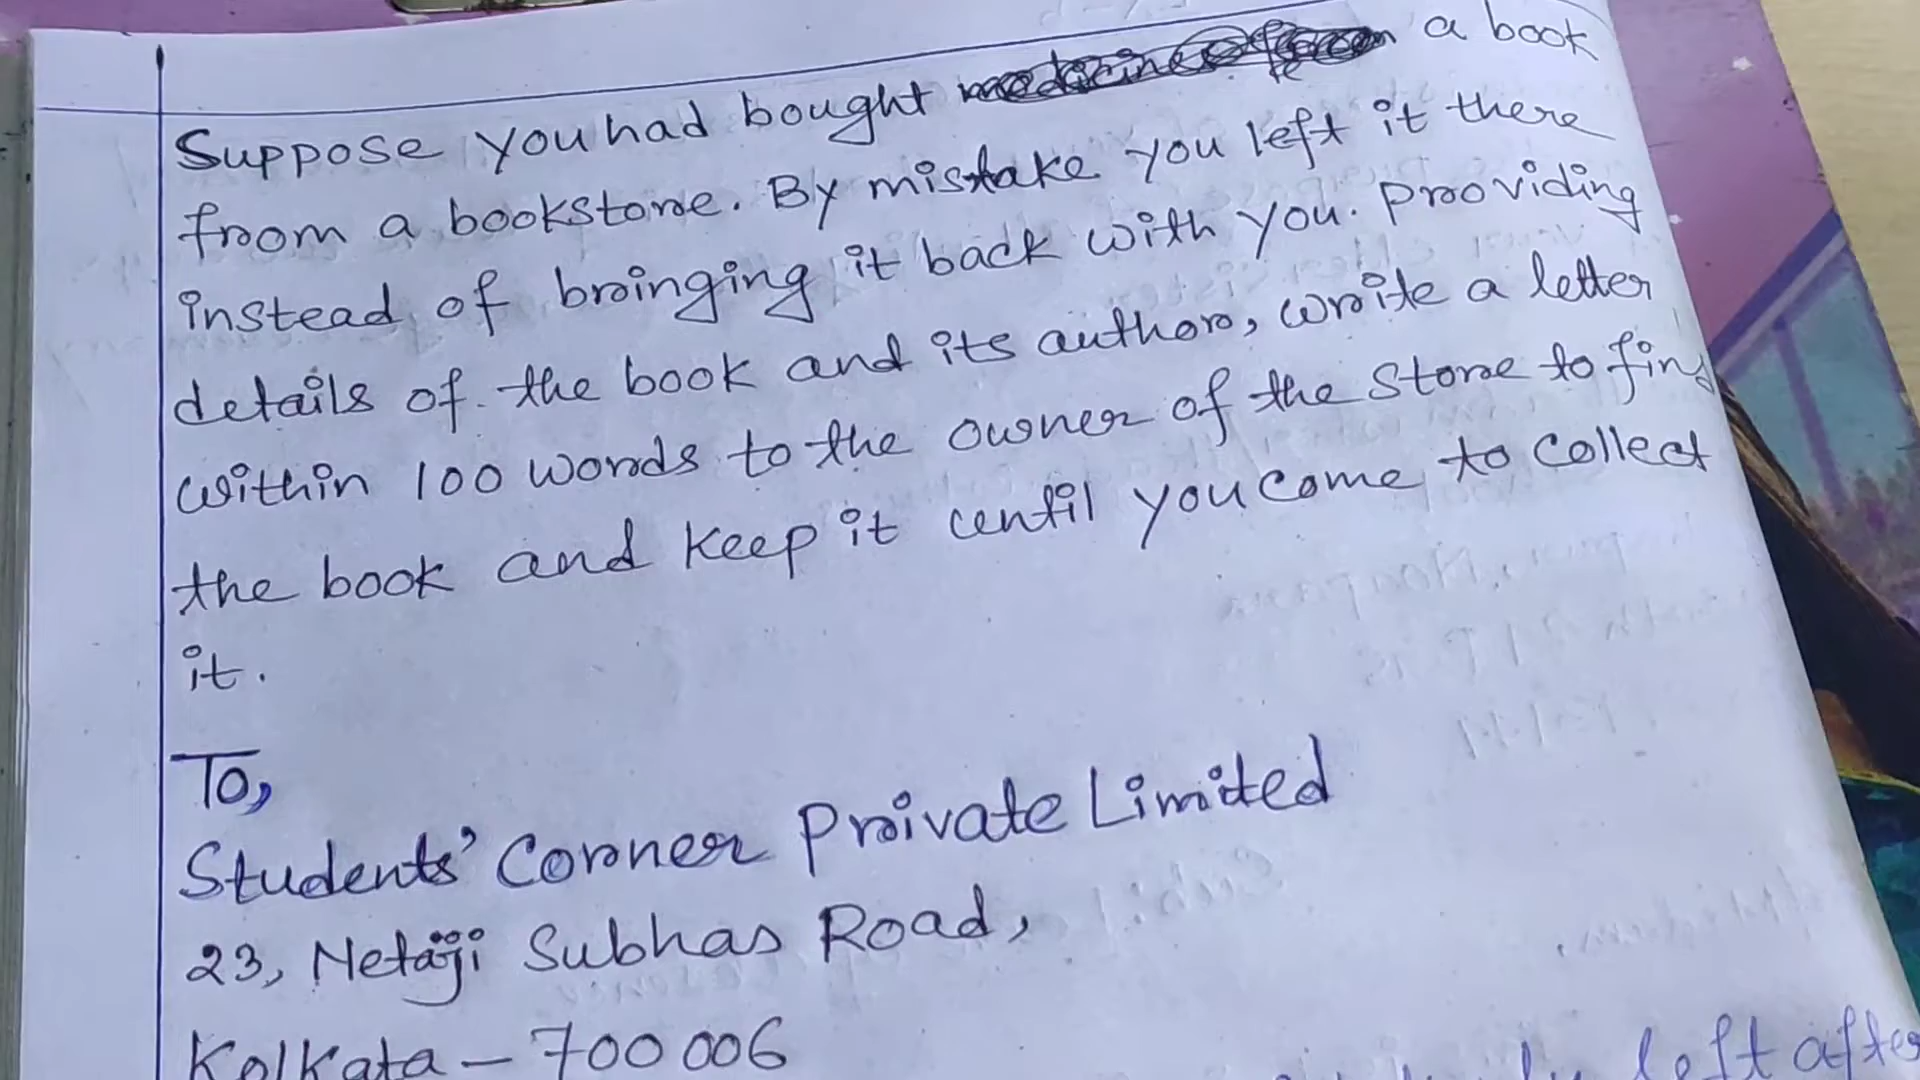 Suppose you had bought a book
from a bookstore. By mistake you left it there
instead of bringing it back with you. Providing
details of the book and its author, write a letter
within 100 words to the owner of the store to find
the book and keep it until you come to collect
it.
To,
Students' Corner Private Limited
23, Netaji Subhas Road,
Kolkata - 700 006
left after